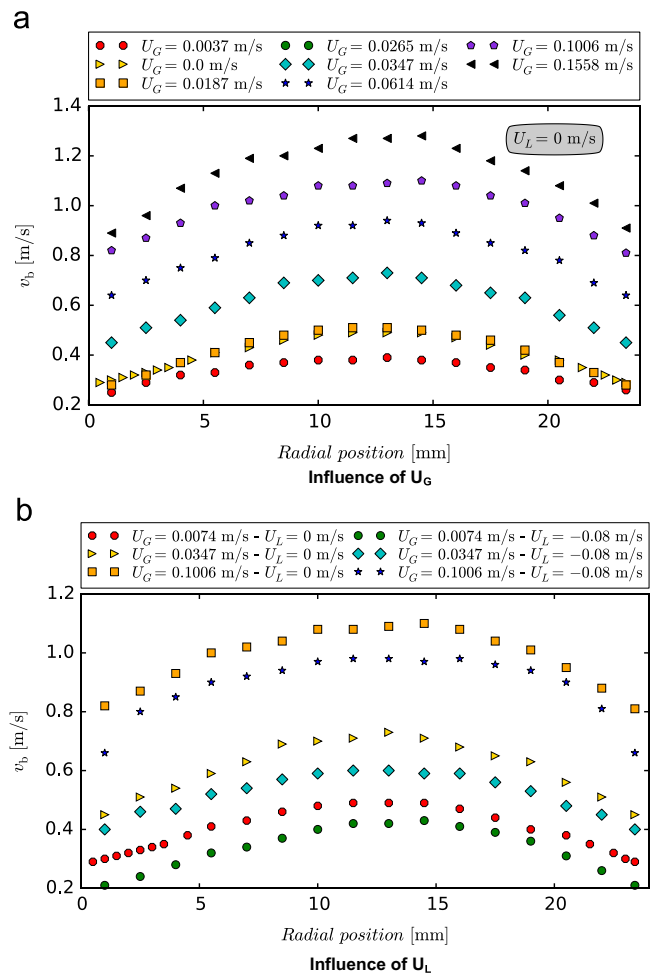 a
U_G = 0.0037 m/s U_G = 0.0265 m/s U_G = 0.1006 m/s
U_G = 0.0 m/s U_G = 0.0347 m/s U_G = 0.1558 m/s
U_G = 0.0187 m/s U_G = 0.0614 m/s
1.4
U_L = 0 m/s
1.2
1.0
v_b [m/s]
0.8
0.6
0.4
0.2
0 5 10 15 20
Radial position [mm]
Influence of U_G
b
U_G = 0.0074 m/s - U_L = 0 m/s U_G = 0.0074 m/s - U_L = −0.08 m/s
U_G = 0.0347 m/s - U_L = 0 m/s U_G = 0.0347 m/s - U_L = −0.08 m/s
U_G = 0.1006 m/s - U_L = 0 m/s U_G = 0.1006 m/s - U_L = −0.08 m/s
1.2
1.0
0.8
v_b [m/s]
0.6
0.4
0.2
0 5 10 15 20
Radial position [mm]
Influence of U_L